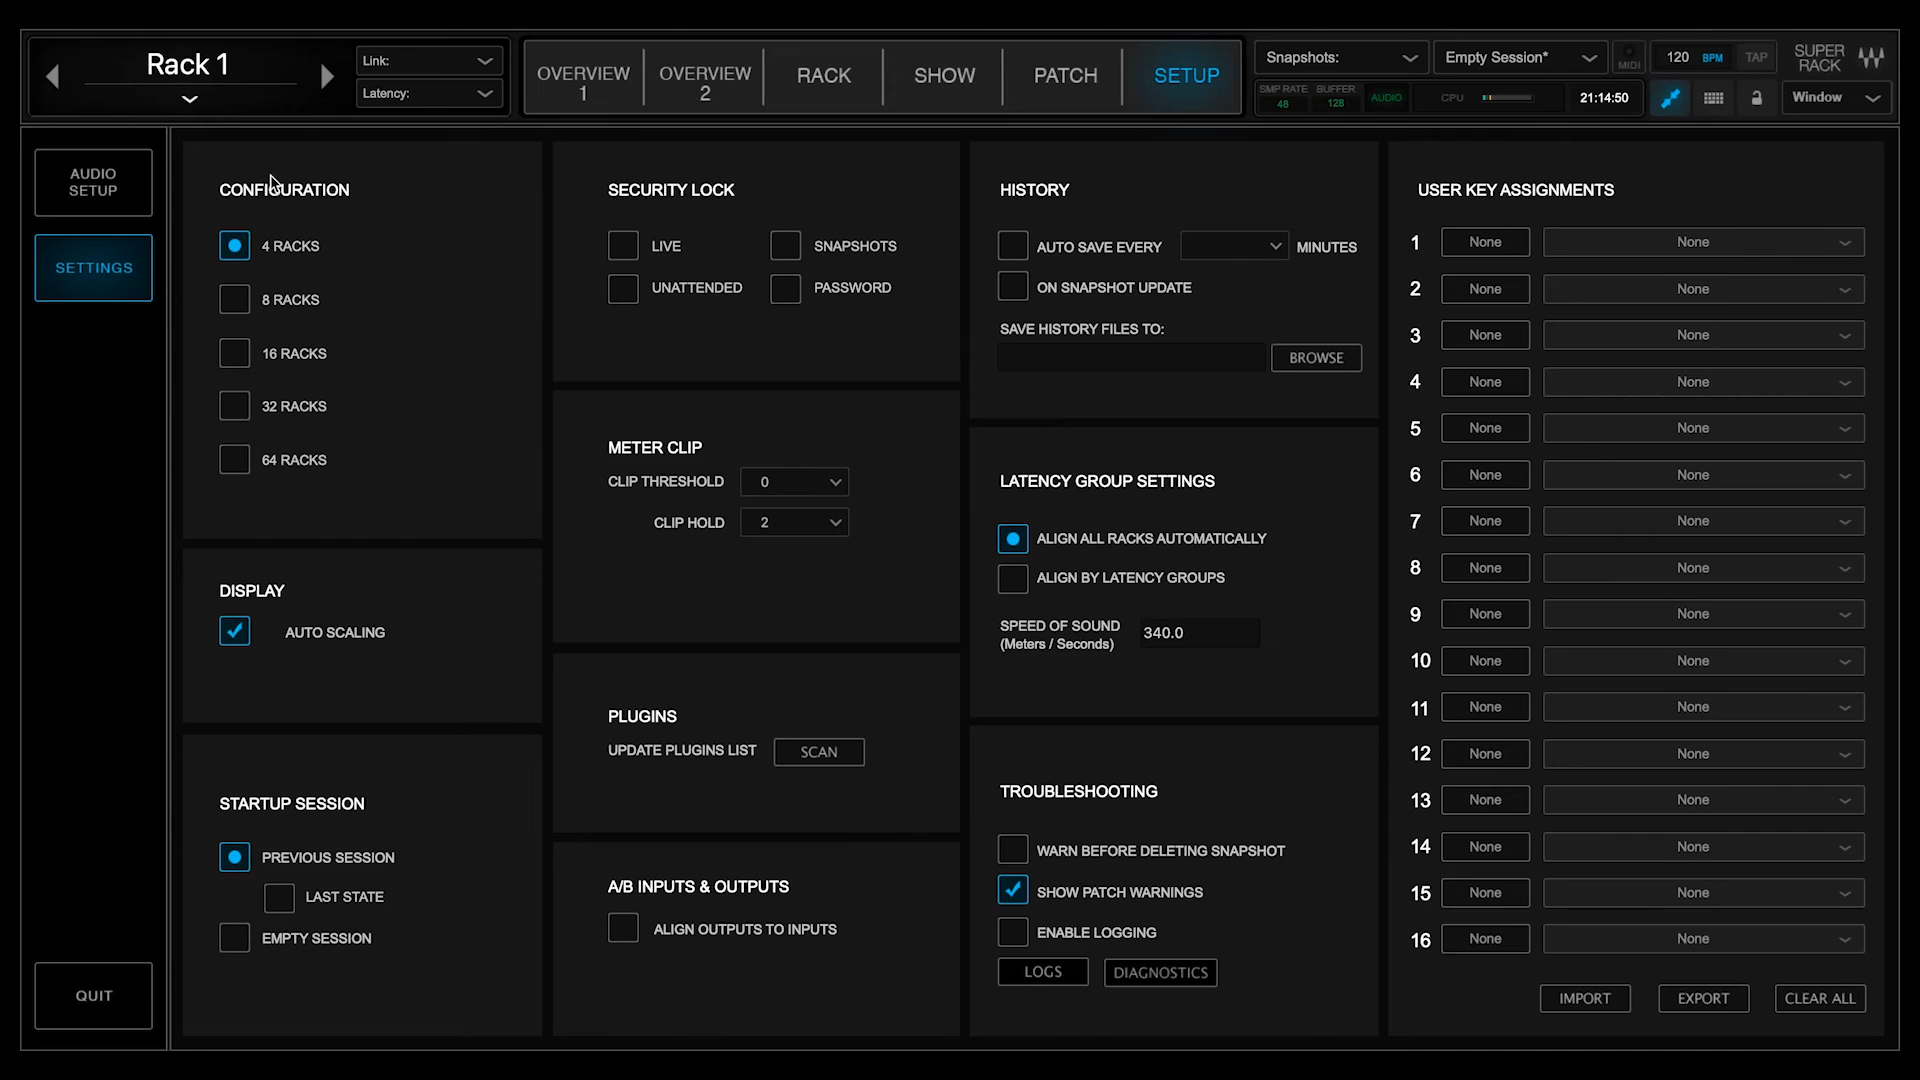 Rack 1
Link:
Latency:
OVERVIEW
1
OVERVIEW
2
RACK
SHOW
PATCH
SETUP
Snapshots:
Empty Session*
MIDI
120 BPM
TAP
SUPER
RACK
SMP RATE
48
BUFFER
128
AUDIO
CPU
21:14:50
Window
AUDIO
SETUP
SETTINGS
QUIT
CONFIGURATION
4 RACKS
8 RACKS
16 RACKS
32 RACKS
64 RACKS
DISPLAY
AUTO SCALING
STARTUP SESSION
PREVIOUS SESSION
LAST STATE
EMPTY SESSION
SECURITY LOCK
LIVE
SNAPSHOTS
UNATTENDED
PASSWORD
METER CLIP
CLIP THRESHOLD 0
CLIP HOLD 2
PLUGINS
UPDATE PLUGINS LIST SCAN
A/B INPUTS & OUTPUTS
ALIGN OUTPUTS TO INPUTS
HISTORY
AUTO SAVE EVERY MINUTES
ON SNAPSHOT UPDATE
SAVE HISTORY FILES TO:
BROWSE
LATENCY GROUP SETTINGS
ALIGN ALL RACKS AUTOMATICALLY
ALIGN BY LATENCY GROUPS
SPEED OF SOUND
(Meters / Seconds)
340.0
TROUBLESHOOTING
WARN BEFORE DELETING SNAPSHOT
SHOW PATCH WARNINGS
ENABLE LOGGING
LOGS
DIAGNOSTICS
USER KEY ASSIGNMENTS
1 None None
2 None None
3 None None
4 None None
5 None None
6 None None
7 None None
8 None None
9 None None
10 None None
11 None None
12 None None
13 None None
14 None None
15 None None
16 None None
IMPORT
EXPORT
CLEAR ALL